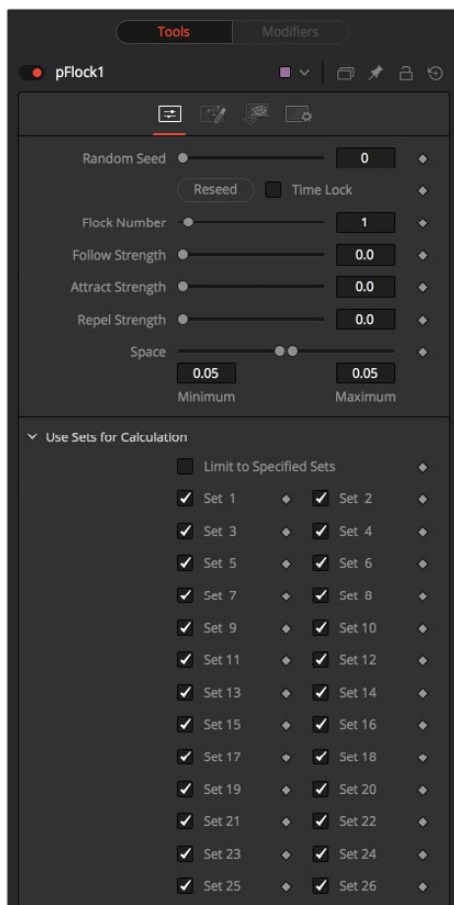 Tools Modifiers
pFlock1
Random Seed 0
Reseed Time Lock
Flock Number 1
Follow Strength 0.0
Attract Strength 0.0
Repel Strength 0.0
Space
0.05 0.05
Minimum Maximum
Use Sets for Calculation
Limit to Specified Sets
Set 1 Set 2
Set 3 Set 4
Set 5 Set 6
Set 7 Set 8
Set 9 Set 10
Set 11 Set 12
Set 13 Set 14
Set 15 Set 16
Set 17 Set 18
Set 19 Set 20
Set 21 Set 22
Set 23 Set 24
Set 25 Set 26